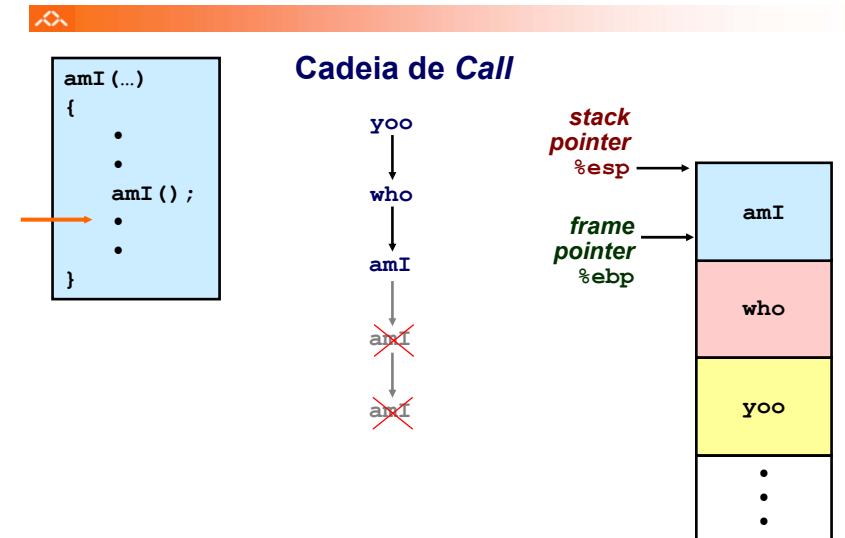 Cadeia de Call
amI(…)
{
•
•
amI();
•
•
}
yoo
who
amI
amI
amI
stack
pointer
%esp
frame
pointer
%ebp
amI
who
yoo
•
•
•